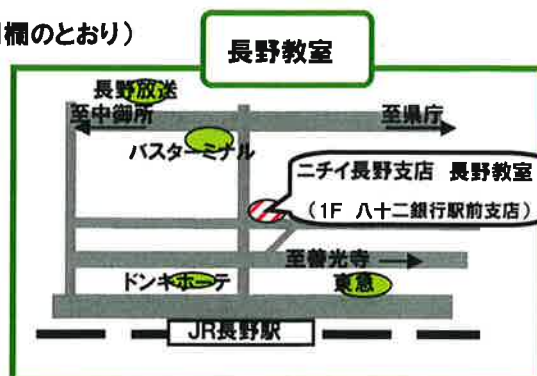 欄のとおり）
長野教室
長野放送
至中御所
至県庁
バスターミナル
ニチイ長野支店 長野教室
（1F 八十二銀行駅前支店）
至善光寺
ドンキホーテ
東急
JR長野駅